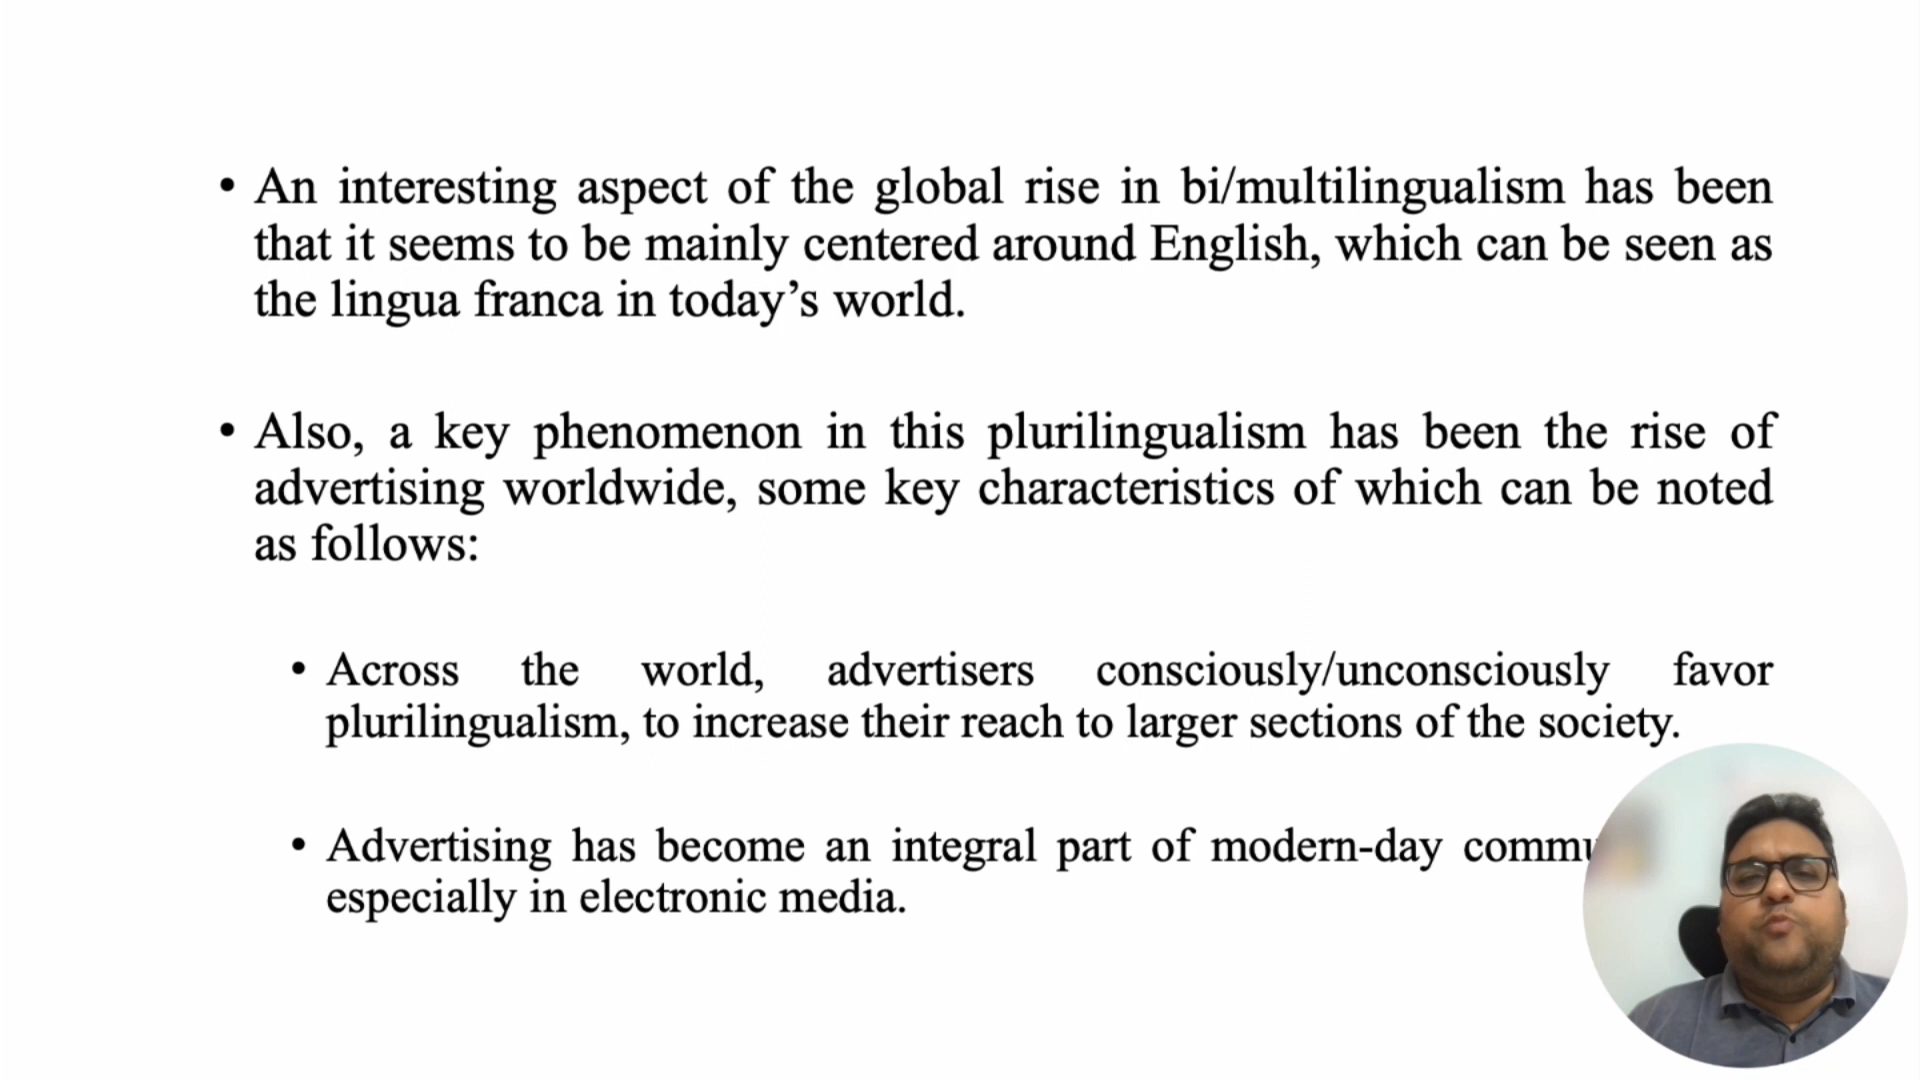 • An interesting aspect of the global rise in bi/multilingualism has been
that it seems to be mainly centered around English, which can be seen as
the lingua franca in today’s world.
• Also, a key phenomenon in this plurilingualism has been the rise of
advertising worldwide, some key characteristics of which can be noted
as follows:
• Across the world, advertisers consciously/unconsciously favor
plurilingualism, to increase their reach to larger sections of the society.
• Advertising has become an integral part of modern-day
especially in electronic media.